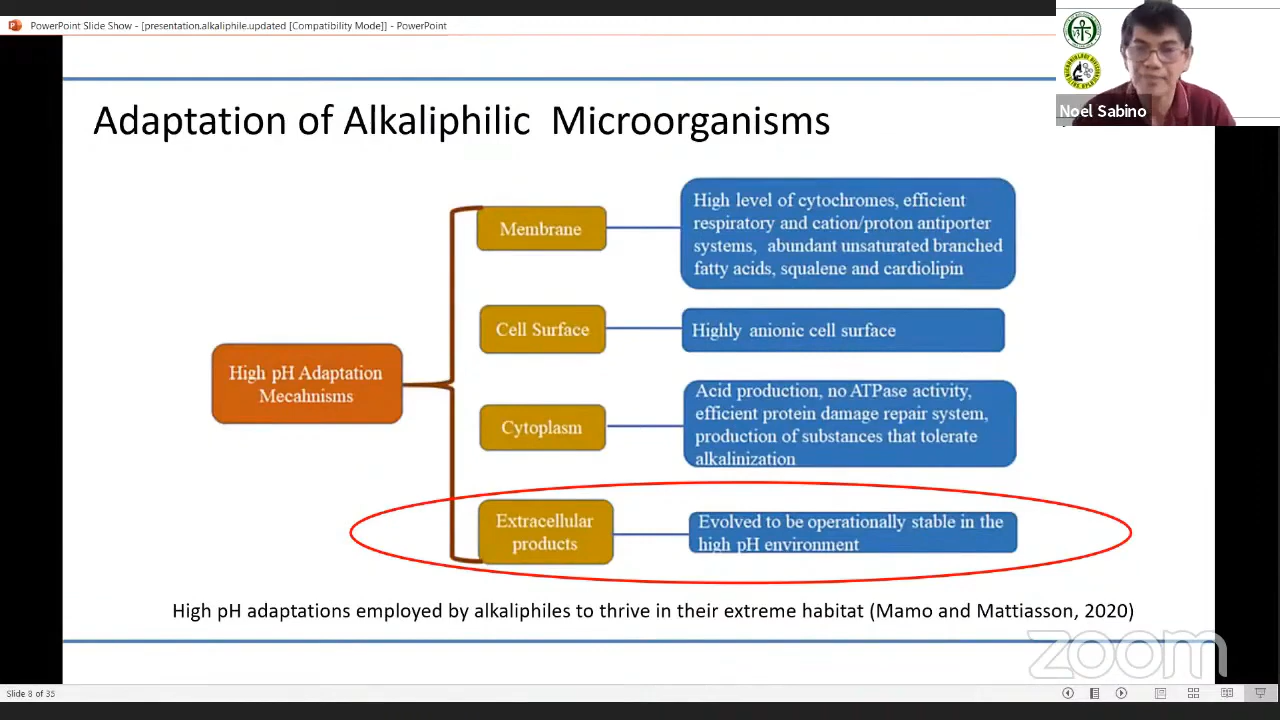 PowerPoint Slide Show - [presentation.alkaliphile.updated [Compatibility Mode]] - PowerPoint
Noel Sabino
Adaptation of Alkaliphilic Microorganisms
High pH Adaptation
Mecahnisms
Membrane
High level of cytochromes, efficient
respiratory and cation/proton antiporter
systems, abundant unsaturated branched
fatty acids, squalene and cardiolipin
Cell Surface
Highly anionic cell surface
Cytoplasm
Acid production, no ATPase activity,
efficient protein damage repair system,
production of substances that tolerate
alkalinization
Extracellular
products
Evolved to be operationally stable in the
high pH environment
High pH adaptations employed by alkaliphiles to thrive in their extreme habitat (Mamo and Mattiasson, 2020)
zoom
Slide 8 of 35